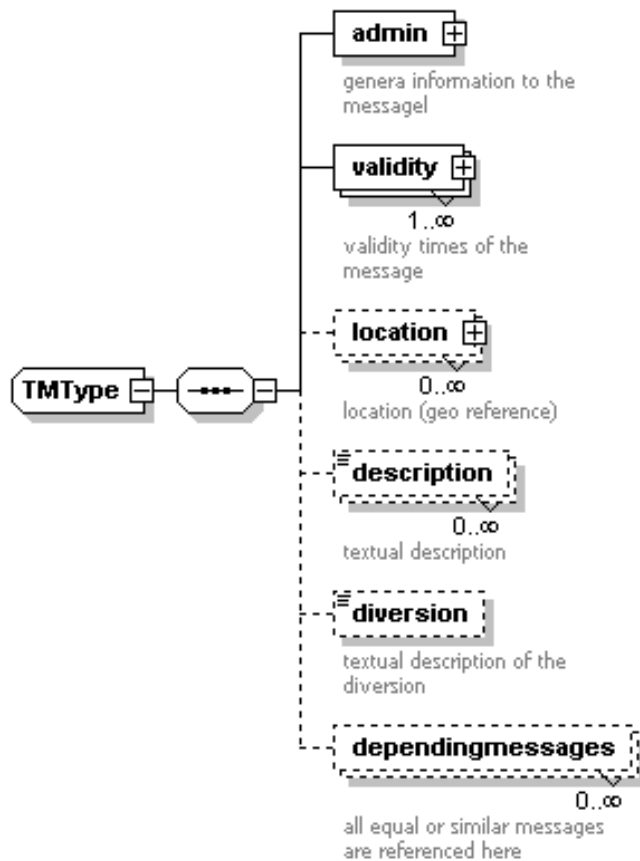 admin
genera information to the
messagel
validity
1..∞
validity times of the
message
location
0..∞
location (geo reference)
TMType
description
0..∞
textual description
diversion
textual description of the
diversion
dependingmessages
0..∞
all equal or similar messages
are referenced here